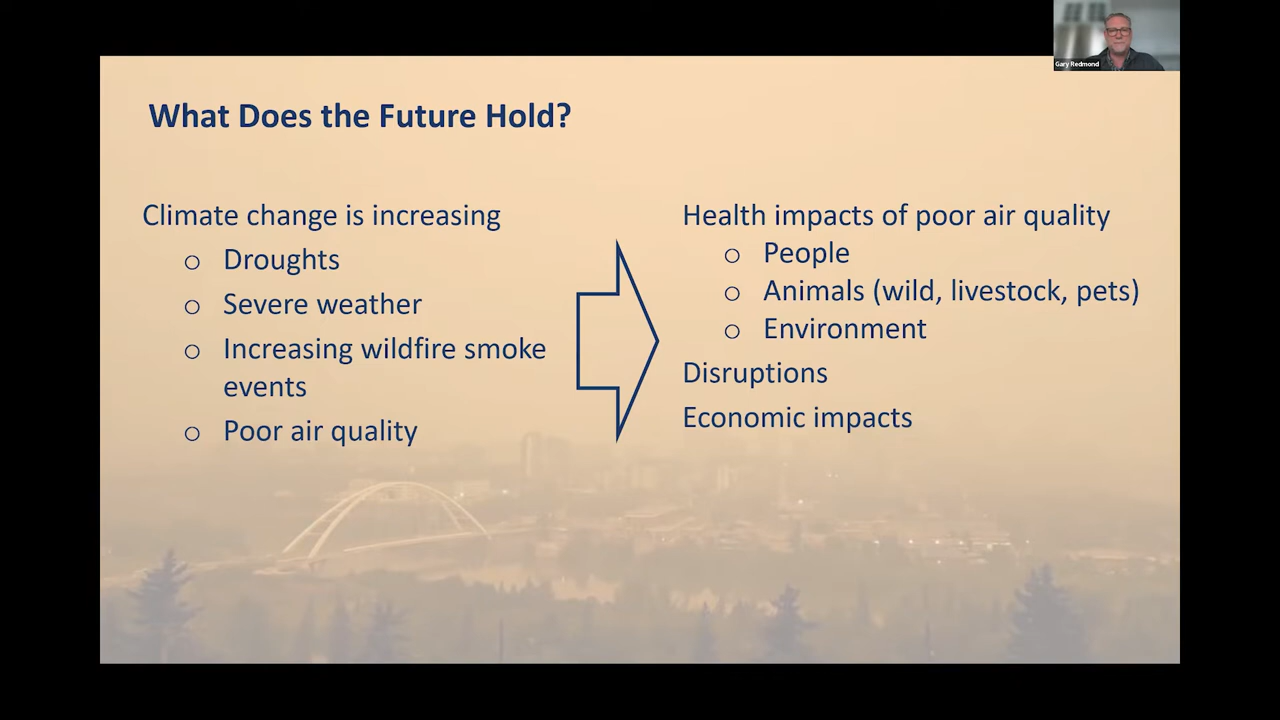 Gary Redmond
What Does the Future Hold?
Climate change is increasing
o Droughts
o Severe weather
o Increasing wildfire smoke
events
o Poor air quality
Health impacts of poor air quality
o People
o Animals (wild, livestock, pets)
o Environment
Disruptions
Economic impacts